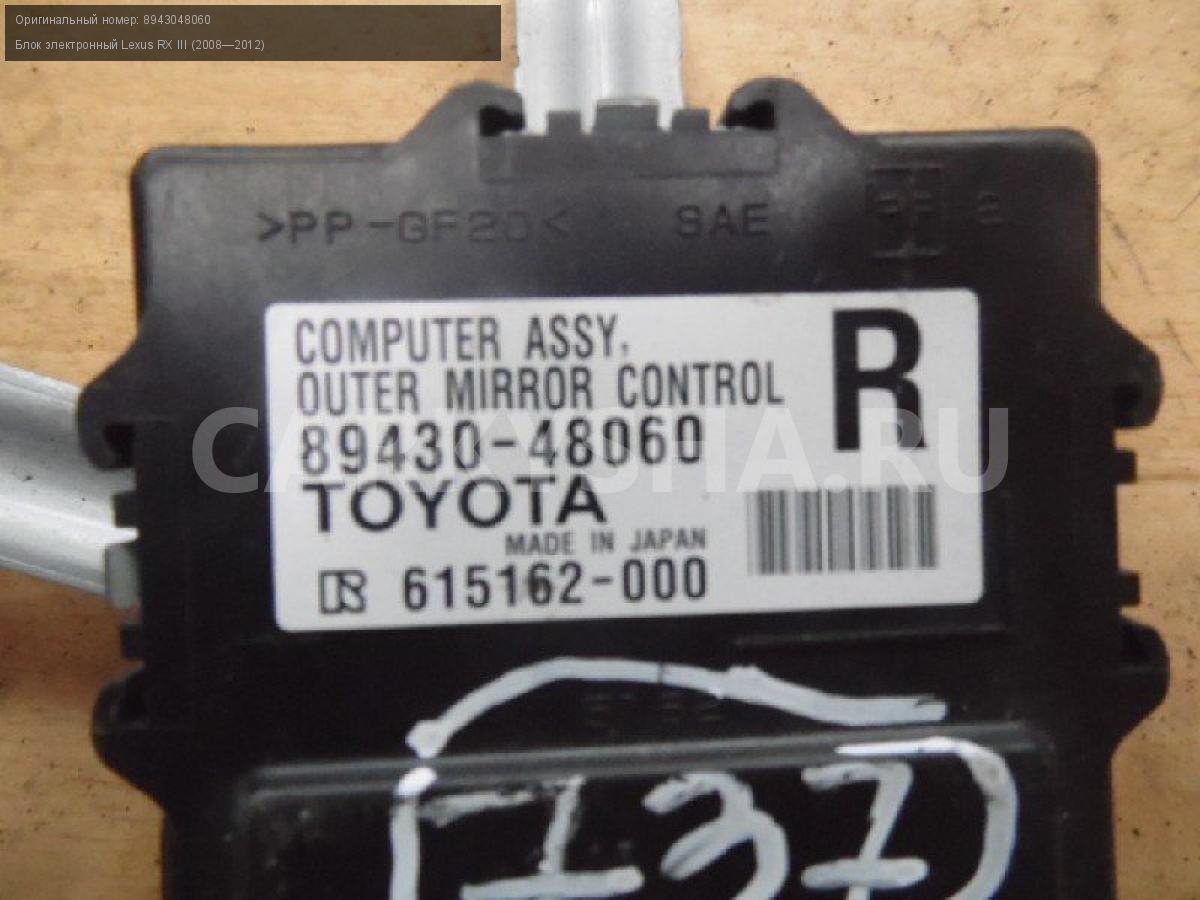 Оригинальный номер: 8943048060
Блок электронный Lexus RX III (2008—2012)
>PP-GF20< SAE
COMPUTER ASSY,
OUTER MIRROR CONTROL
R
89430-48060
TOYOTA
MADE IN JAPAN
615162-000
137